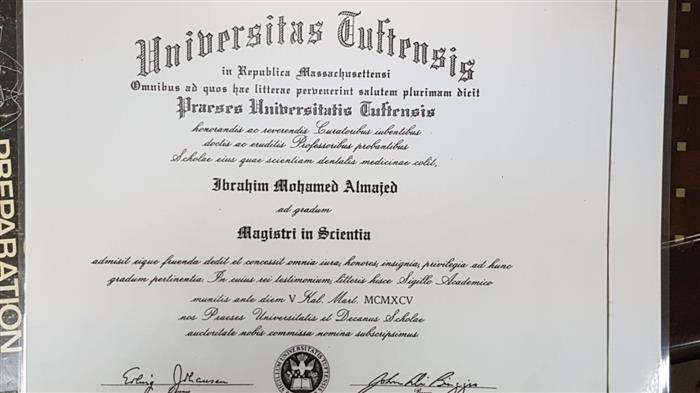 Universitas Tuftensis
in Republica Massachusettensi
Omnibus ad quos hae litterae pervenerint salutem plurimam dicit
Praeses Universitatis Tuftensis
honorandis ac reverendis Curatoribus iubentibus
doctis ac eruditis Professoribus probantibus
Scholae eius quae scientiam dentalis medicinae colit,
Ibrahim Mohamed Almajed
ad gradum
Magistri in Scientia
admisit eique fruenda dedit et concessit omnia iura, honores, insignia, privilegia ad hunc
gradum pertinentia. In cuius rei testimonium, litteris hisce Sigillo Academico
munitis ante diem V Kal. Mart. MCMXCV
nos Praeses Universitatis et Decanus Scholae
auctoritate nobis commissa nomina subscripsimus.
PREPARATION